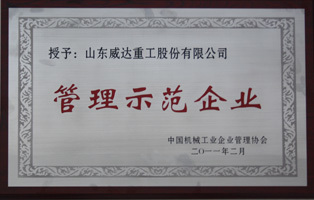 授予：山东威达重工股份有限公司
管理示范企业
中国机械工业企业管理协会
二〇一一年二月